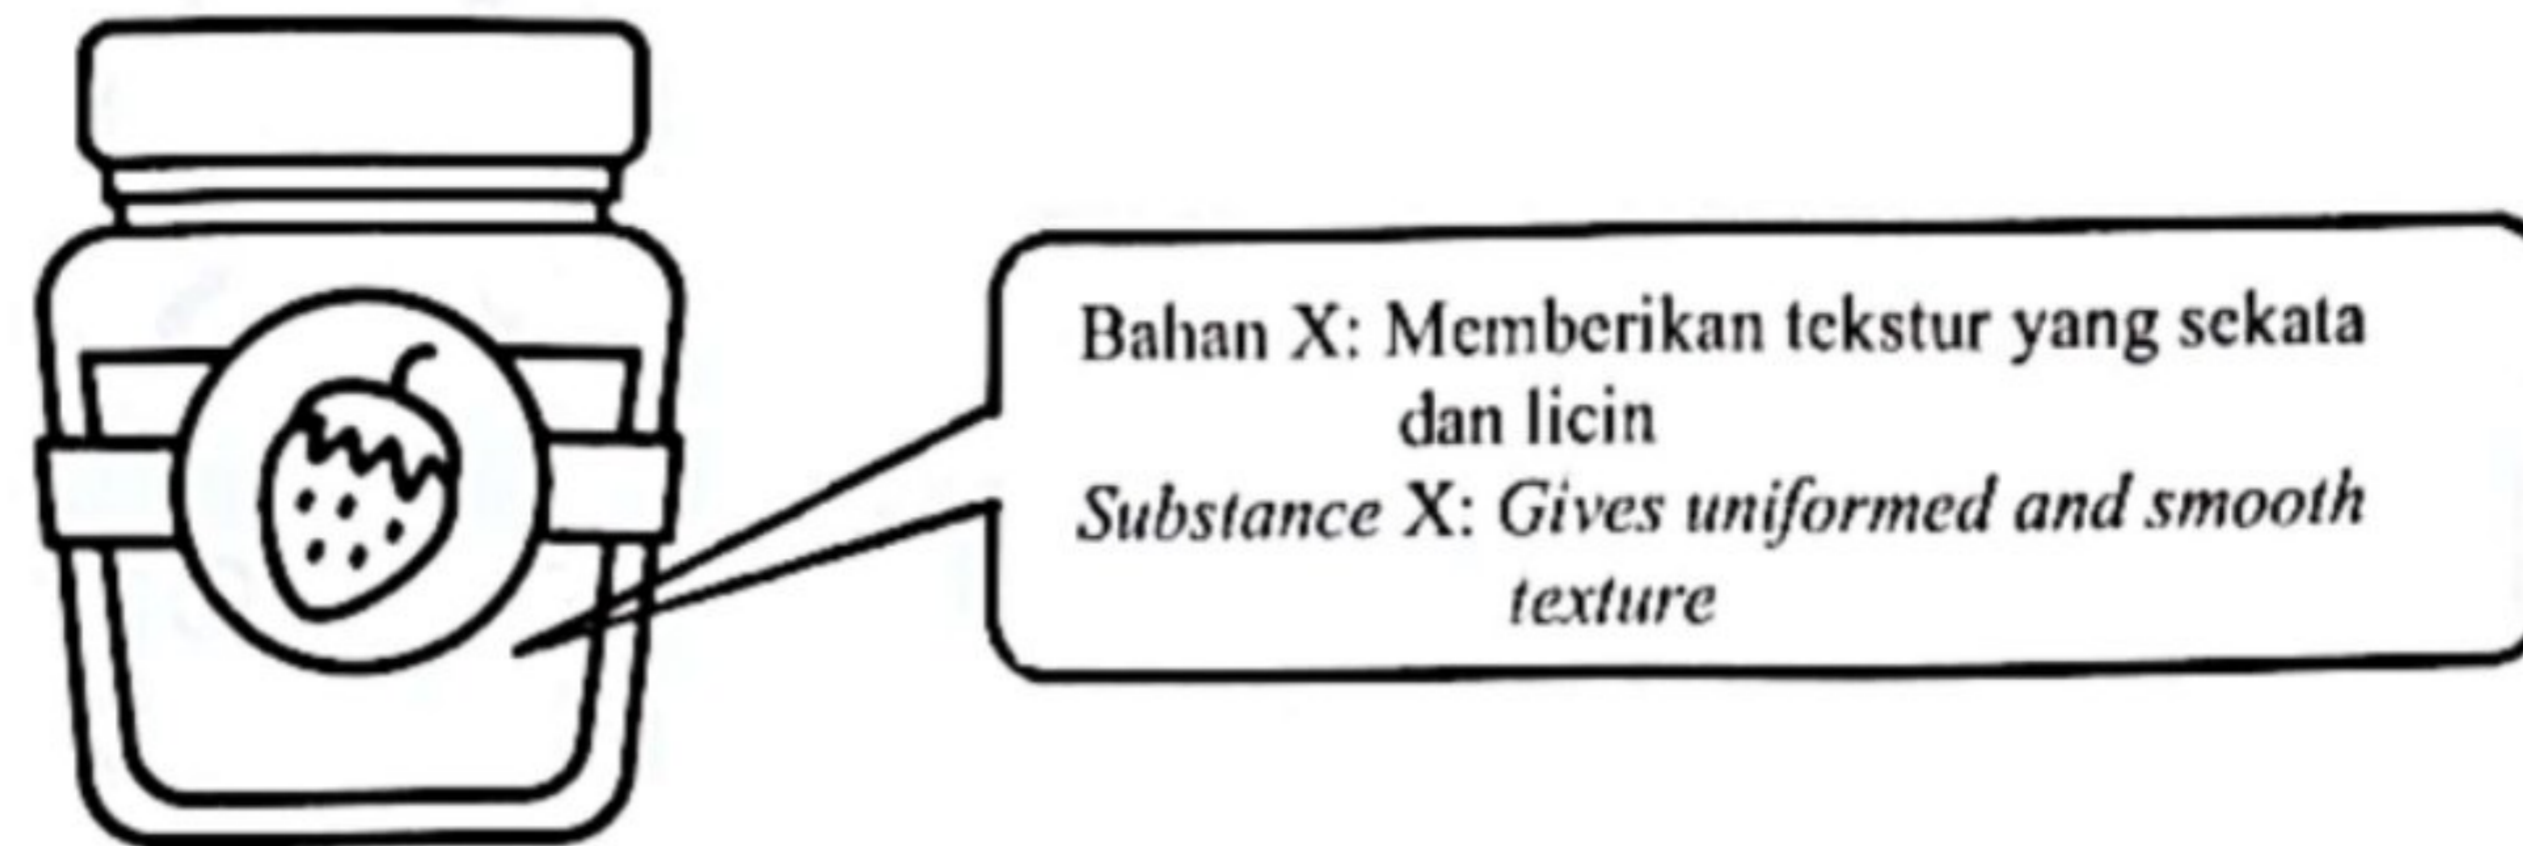 Bahan X: Memberikan tekstur yang sekata
dan licin
Substance X: Gives uniformed and smooth
texture